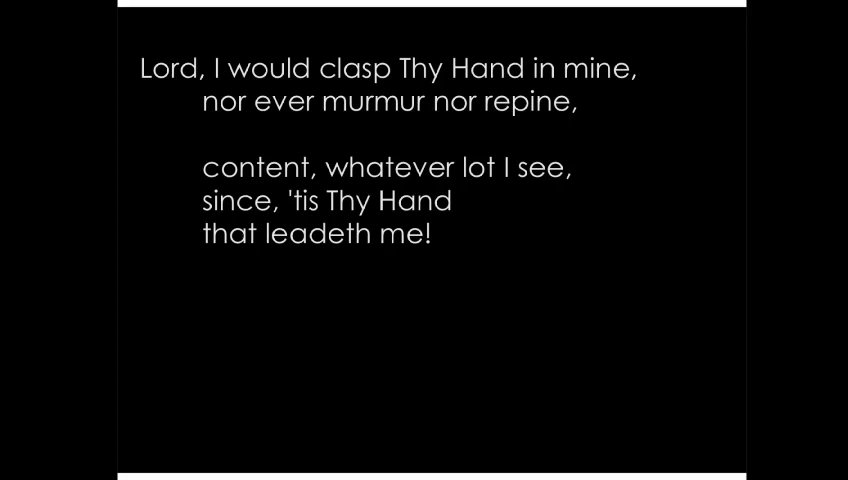 Lord, I would clasp Thy Hand in mine,
nor ever murmur nor repine,
content, whatever lot I see,
since, 'tis Thy Hand
that leadeth me!